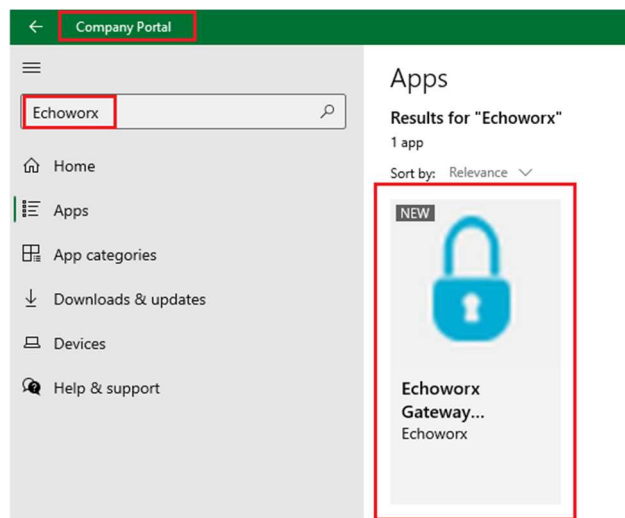 Company Portal
Echoworx
Home
Apps
App categories
Downloads & updates
Devices
Help & support
Apps
Results for "Echoworx"
1 app
Sort by: Relevance
NEW
Echoworx
Gateway...
Echoworx